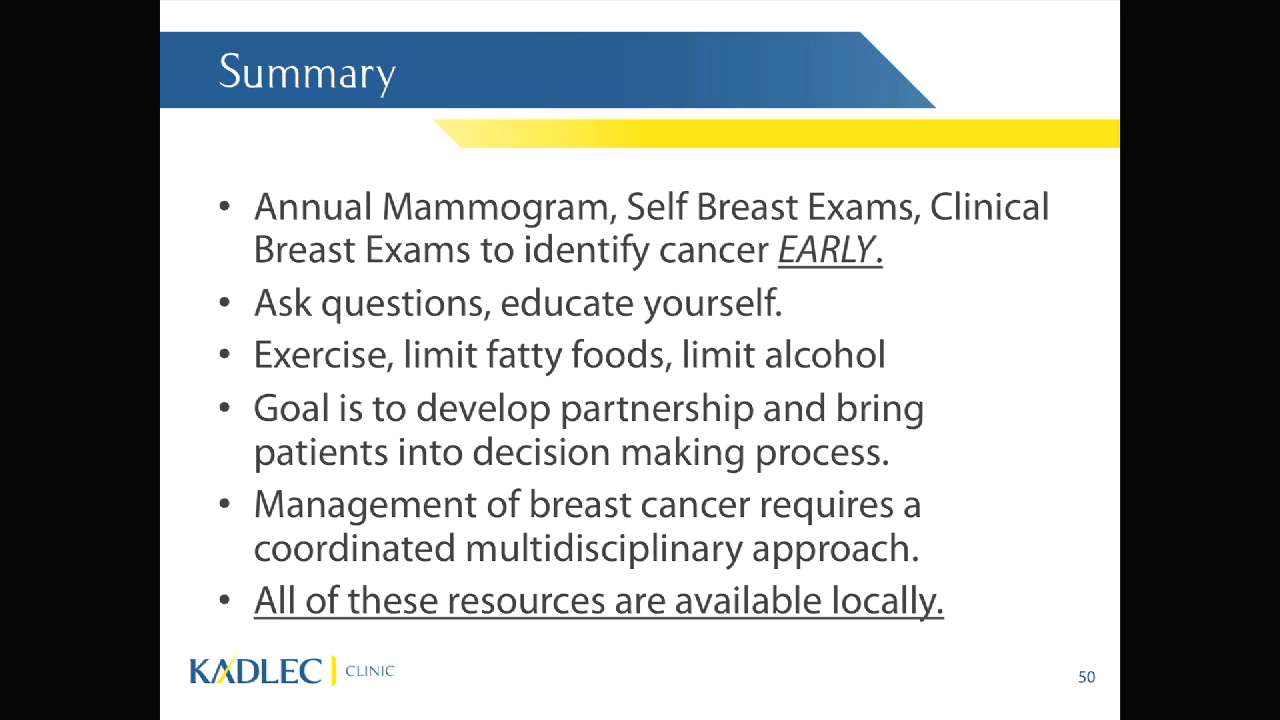 Summary
• Annual Mammogram, Self Breast Exams, Clinical
Breast Exams to identify cancer EARLY.
• Ask questions, educate yourself.
• Exercise, limit fatty foods, limit alcohol
• Goal is to develop partnership and bring
patients into decision making process.
• Management of breast cancer requires a
coordinated multidisciplinary approach.
• All of these resources are available locally.
KADLEC | CLINIC
50